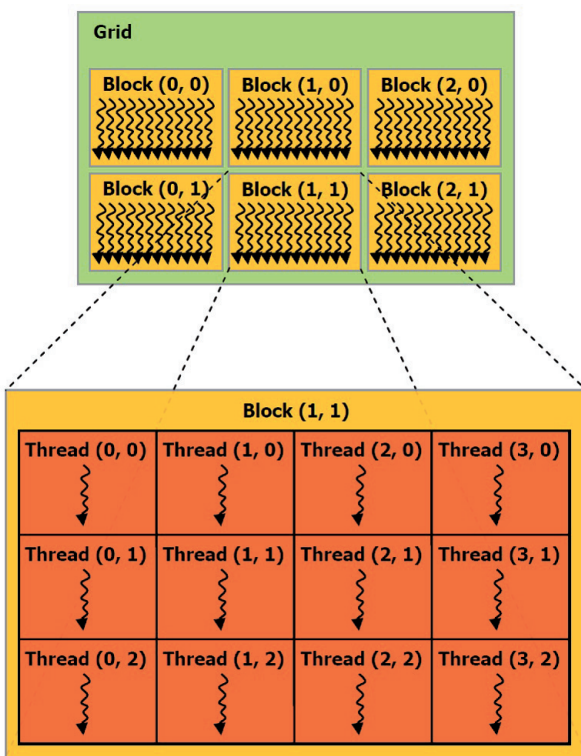 Grid
Block (0, 0) Block (1, 0) Block (2, 0)
Block (0, 1) Block (1, 1) Block (2, 1)
Block (1, 1)
Thread (0, 0) Thread (1, 0) Thread (2, 0) Thread (3, 0)
Thread (0, 1) Thread (1, 1) Thread (2, 1) Thread (3, 1)
Thread (0, 2) Thread (1, 2) Thread (2, 2) Thread (3, 2)